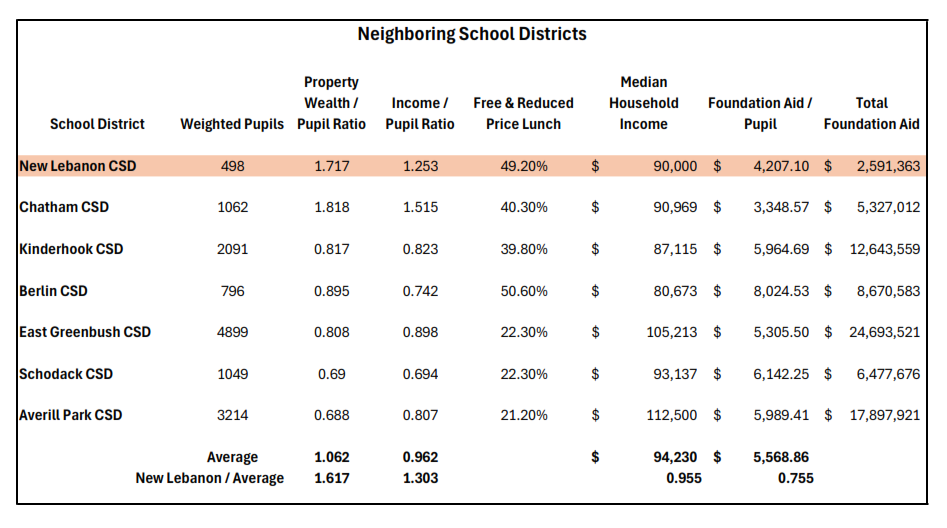 Neighboring School Districts
Property Median
Wealth / Income / Free & Reduced Household Foundation Aid / Total
School District Weighted Pupils Pupil Ratio Pupil Ratio Price Lunch Income Pupil Foundation Aid
New Lebanon CSD 498 1.717 1.253 49.20% $ 90,000 $ 4,207.10 $ 2,591,363
Chatham CSD 1062 1.818 1.515 40.30% $ 90,969 $ 3,348.57 $ 5,327,012
Kinderhook CSD 2091 0.817 0.823 39.80% $ 87,115 $ 5,964.69 $ 12,643,559
Berlin CSD 796 0.895 0.742 50.60% $ 80,673 $ 8,024.53 $ 8,670,583
East Greenbush CSD 4899 0.808 0.898 22.30% $ 105,213 $ 5,305.50 $ 24,693,521
Schodack CSD 1049 0.69 0.694 22.30% $ 93,137 $ 6,142.25 $ 6,477,676
Averill Park CSD 3214 0.688 0.807 21.20% $ 112,500 $ 5,989.41 $ 17,897,921
Average 1.062 0.962 $ 94,230 $ 5,568.86
New Lebanon / Average 1.617 1.303 0.955 0.755